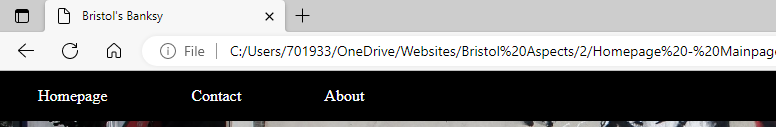 Bristol's Banksy
File C:/Users/701933/OneDrive/Websites/Bristol%20Aspects/2/Homepage%20-%20Mainpage
Homepage Contact About